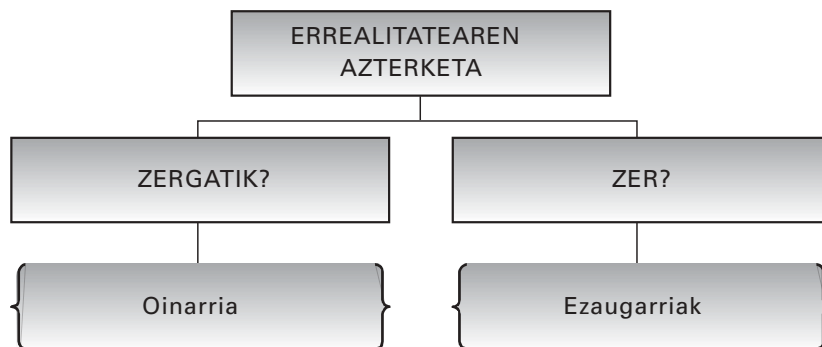 ERREALITATEAREN
AZTERKETA
ZERGATIK?
ZER?
Oinarria
Ezaugarriak